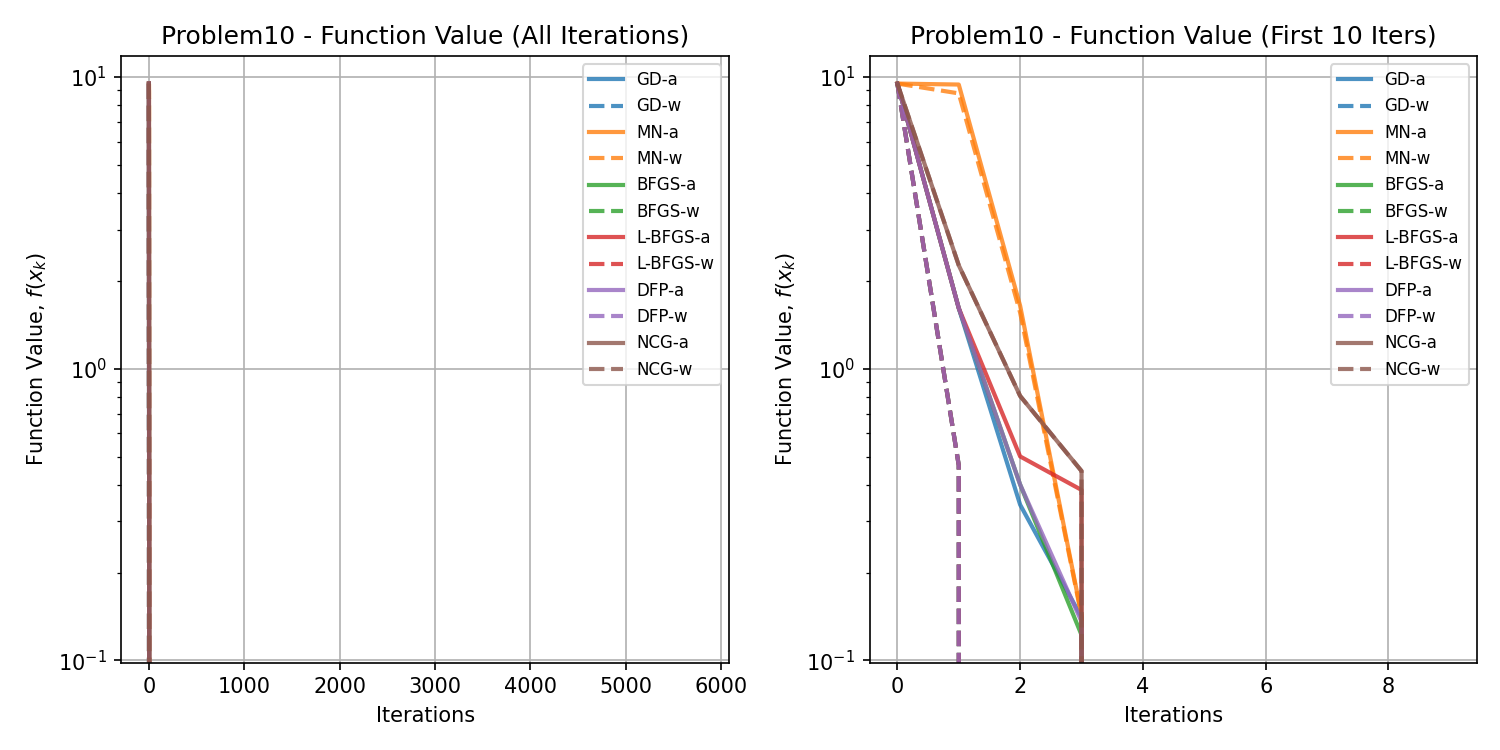 Problem10 - Function Value (All Iterations)
Function Value, f(x_k)
10^1
10^0
10^-1
0 1000 2000 3000 4000 5000 6000
Iterations
GD-a
GD-w
MN-a
MN-w
BFGS-a
BFGS-w
L-BFGS-a
L-BFGS-w
DFP-a
DFP-w
NCG-a
NCG-w
Problem10 - Function Value (First 10 Iters)
Function Value, f(x_k)
10^1
10^0
10^-1
0 2 4 6 8
Iterations
GD-a
GD-w
MN-a
MN-w
BFGS-a
BFGS-w
L-BFGS-a
L-BFGS-w
DFP-a
DFP-w
NCG-a
NCG-w